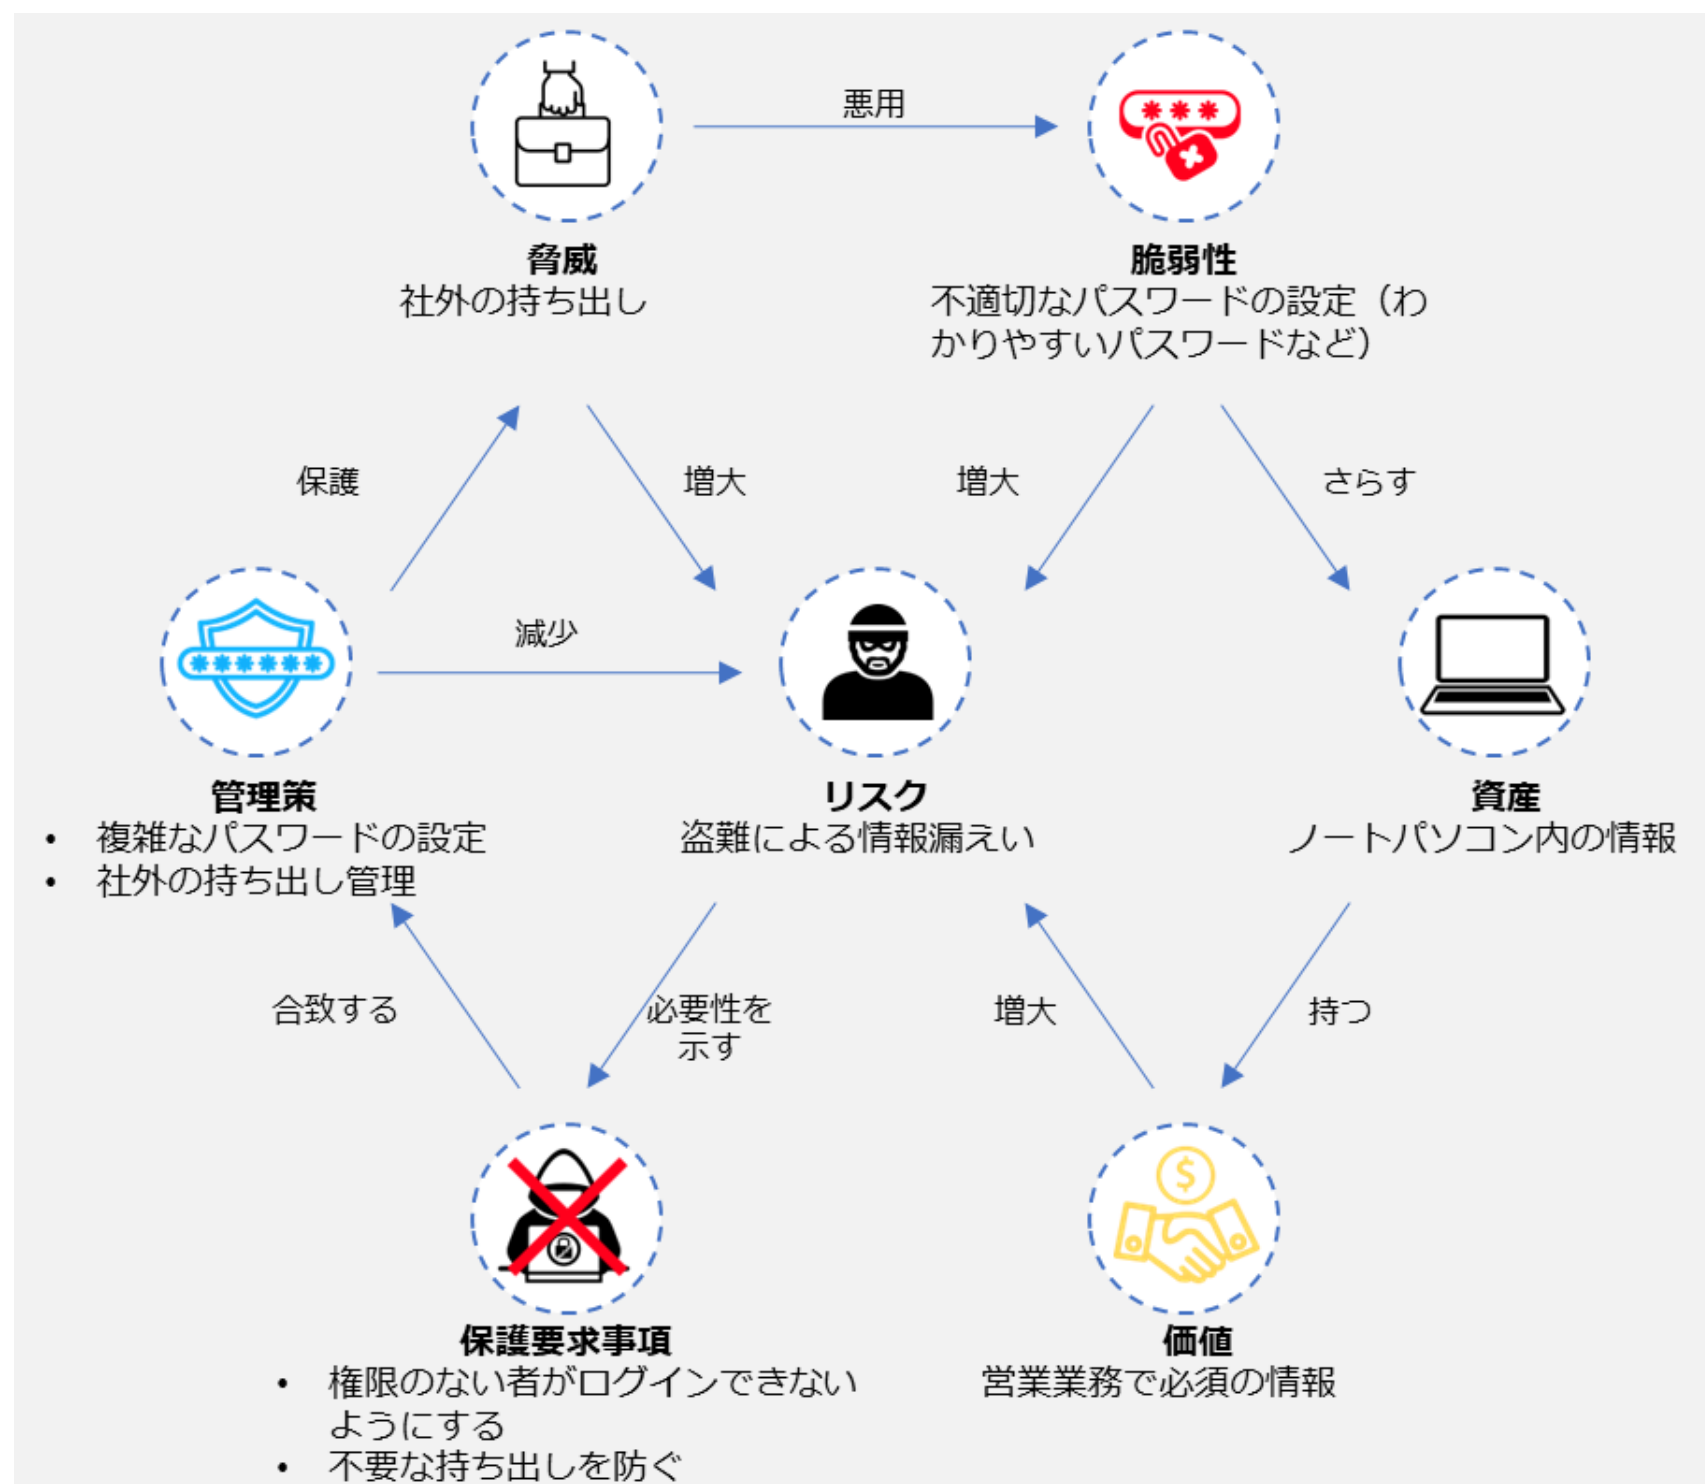 悪用
脅威
社外の持ち出し
脆弱性
不適切なパスワードの設定（わ
かりやすいパスワードなど）
保護
増大
増大
さらす
減少
管理策
• 複雑なパスワードの設定
• 社外の持ち出し管理
リスク
盗難による情報漏えい
資産
ノートパソコン内の情報
合致する
必要性を
示す
増大
持つ
保護要求事項
• 権限のない者がログインできない
ようにする
• 不要な持ち出しを防ぐ
価値
営業業務で必須の情報